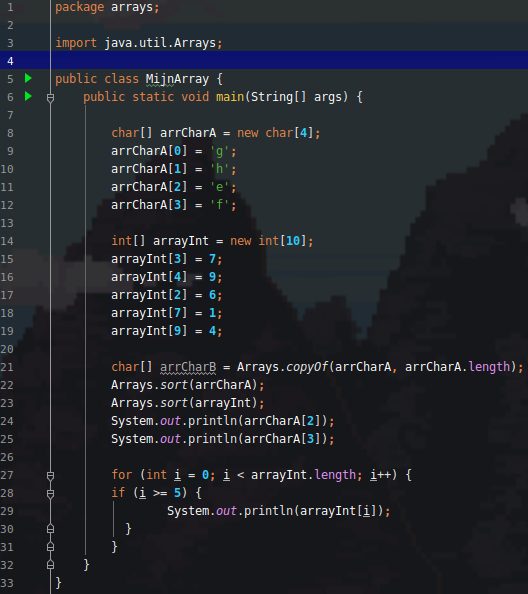 1 package arrays;
2
3 import java.util.Arrays;
4
5 public class MijnArray {
6 public static void main(String[] args) {
7
8 char[] arrCharA = new char[4];
9 arrCharA[0] = 'g';
10 arrCharA[1] = 'h';
11 arrCharA[2] = 'e';
12 arrCharA[3] = 'f';
13
14 int[] arrayInt = new int[10];
15 arrayInt[3] = 7;
16 arrayInt[4] = 9;
17 arrayInt[2] = 6;
18 arrayInt[7] = 1;
19 arrayInt[9] = 4;
20
21 char[] arrCharB = Arrays.copyOf(arrCharA, arrCharA.length);
22 Arrays.sort(arrCharA);
23 Arrays.sort(arrayInt);
24 System.out.println(arrCharA[2]);
25 System.out.println(arrCharA[3]);
26
27 for (int i = 0; i < arrayInt.length; i++) {
28 if (i >= 5) {
29 System.out.println(arrayInt[i]);
30 }
31 }
32 }
33 }